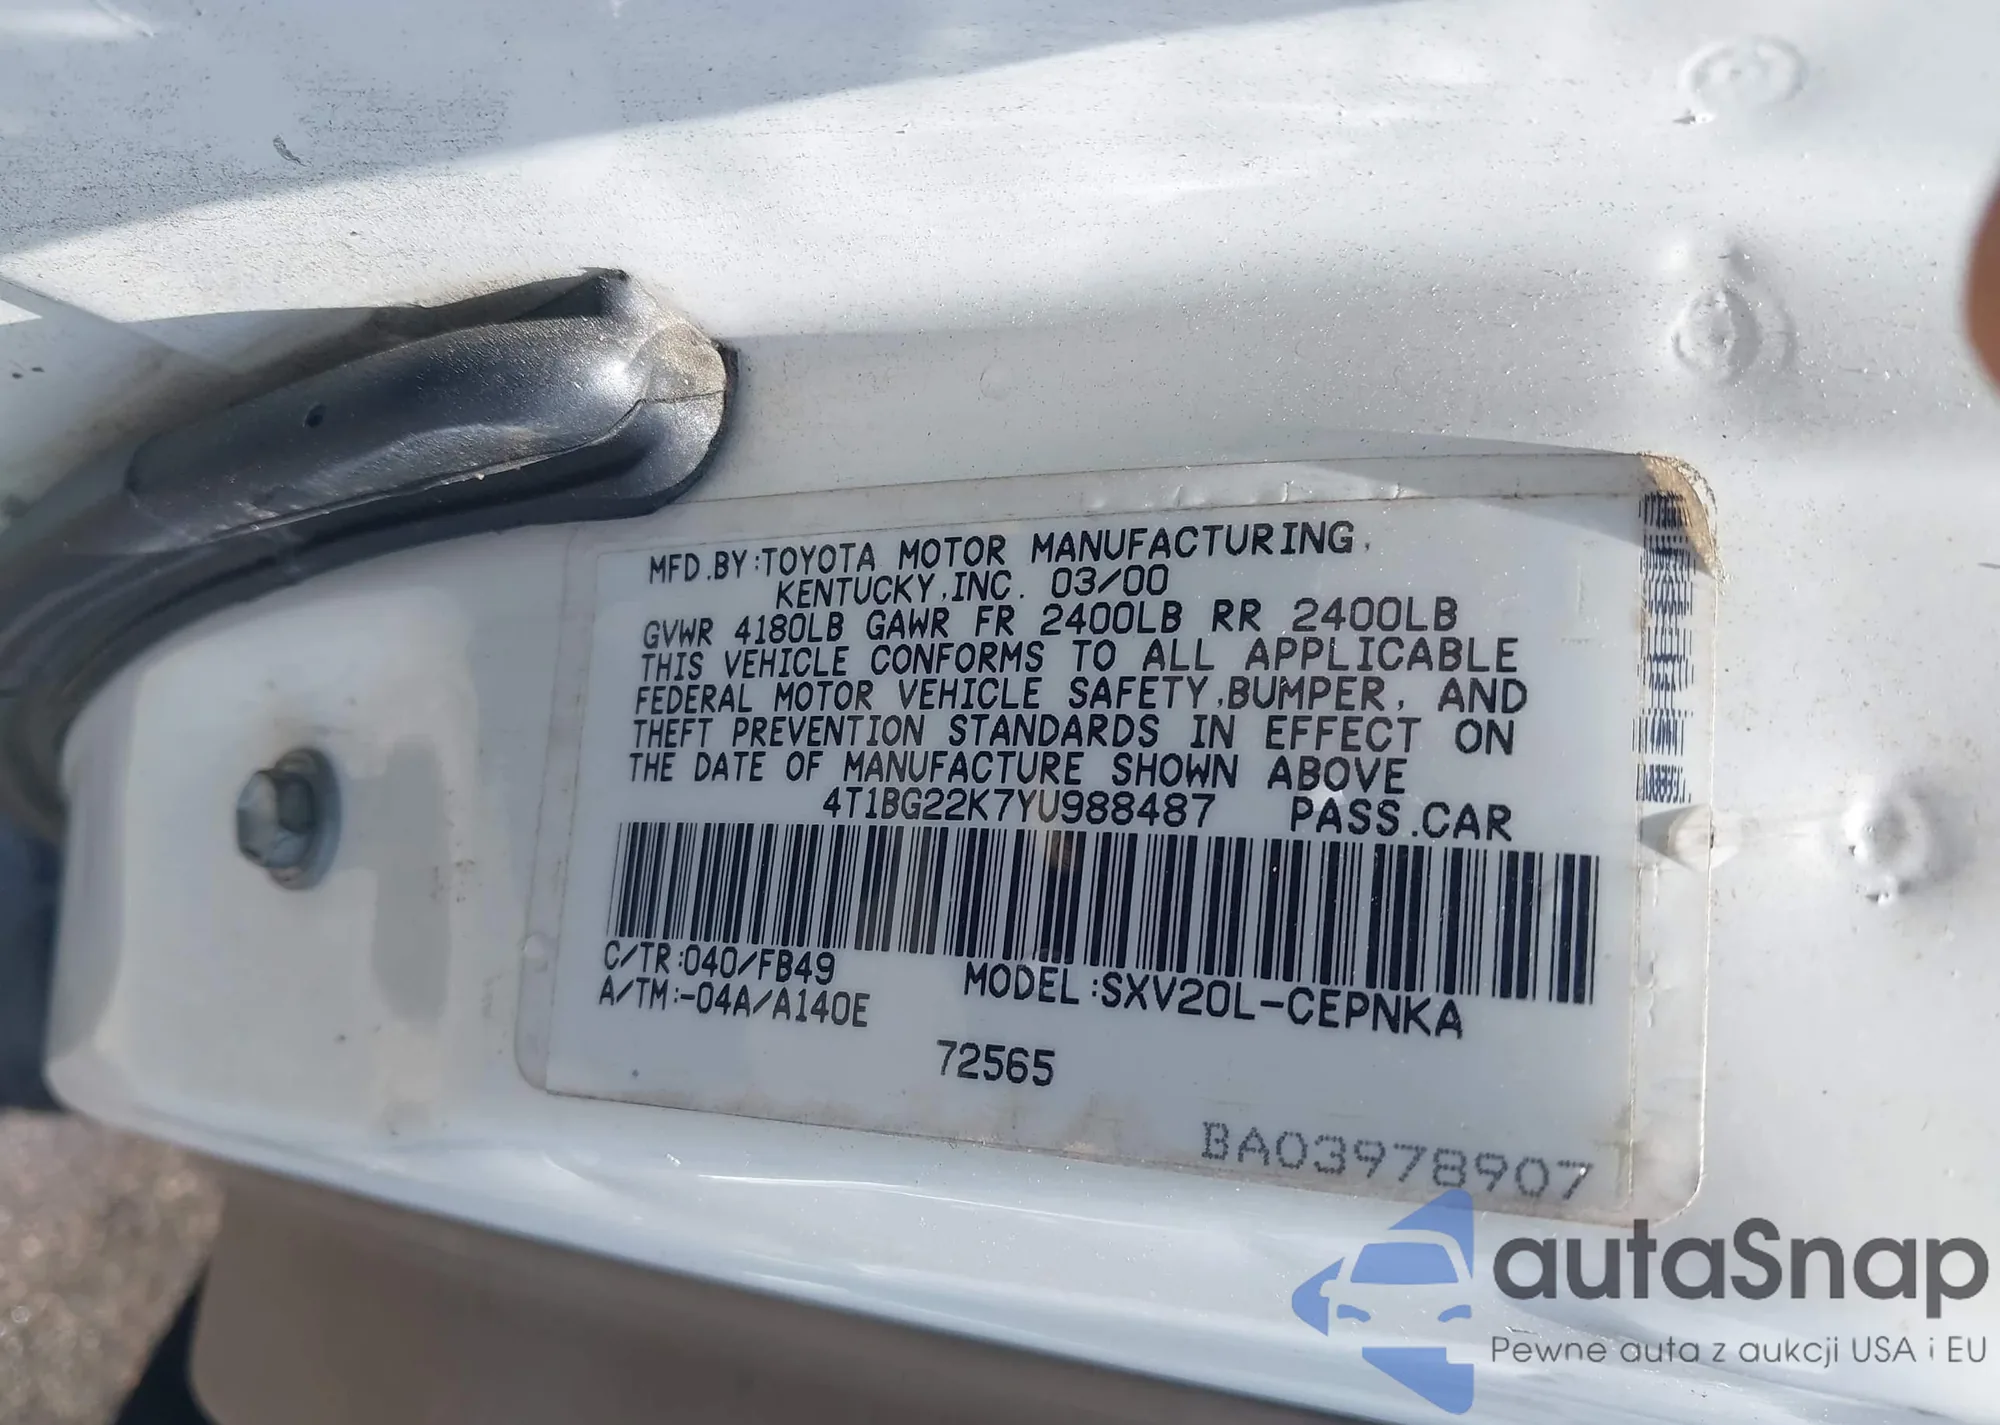 MFD.BY:TOYOTA MOTOR MANUFACTURING,
KENTUCKY,INC. 03/00
GVWR 4180LB GAWR FR 2400LB RR 2400LB
THIS VEHICLE CONFORMS TO ALL APPLICABLE
FEDERAL MOTOR VEHICLE SAFETY,BUMPER, AND
THEFT PREVENTION STANDARDS IN EFFECT ON
THE DATE OF MANUFACTURE SHOWN ABOVE
4T1BG22K7YU988487 PASS.CAR
C/TR:040/FB49
A/TM:-04A/A140E
MODEL:SXV20L-CEPNKA
72565
BA03978907
autaSnap
Pewne auta z aukcji USA i EU